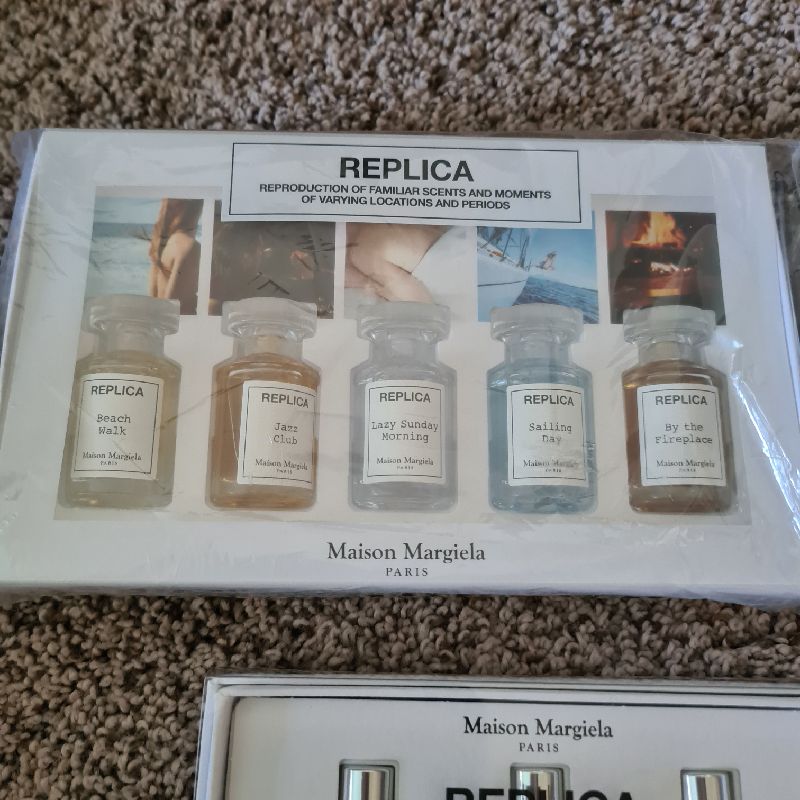 REPLICA
REPRODUCTION OF FAMILIAR SCENTS AND MOMENTS
OF VARYING LOCATIONS AND PERIODS
REPLICA
Beach
Walk
Maison Margiela
PARIS
REPLICA
Jazz
Club
Maison Margiela
PARIS
REPLICA
Lazy Sunday
Morning
Maison Margiela
PARIS
REPLICA
Sailing
Day
Maison Margiela
PARIS
REPLICA
By the
Fireplace
Maison Margiela
PARIS
Maison Margiela
PARIS
Maison Margiela
PARIS
REPLICA